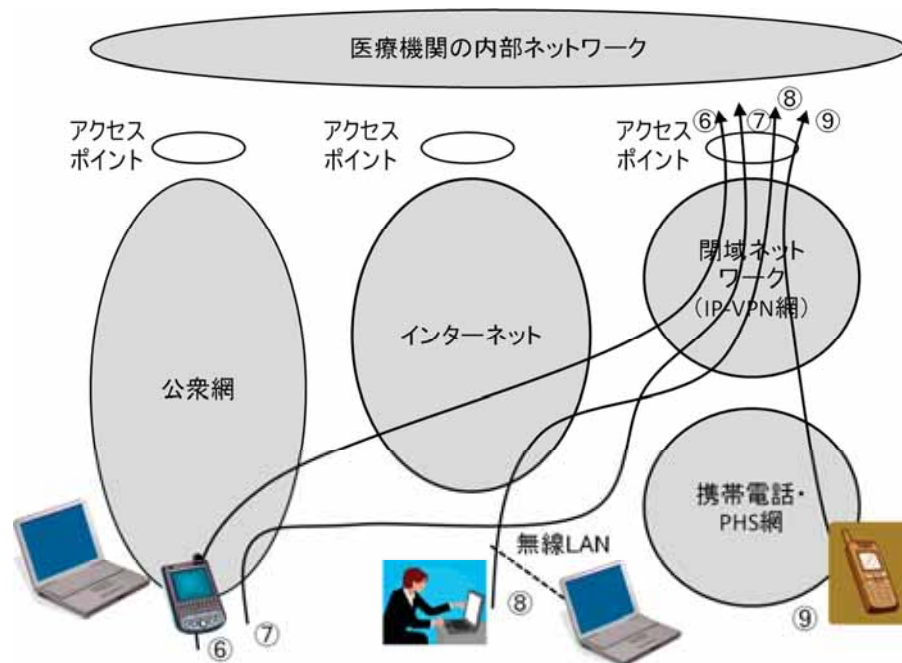 医療機関の内部ネットワーク
⑥
⑦
⑧
⑨
アクセス
ポイント
アクセス
ポイント
アクセス
ポイント
閉域ネット
ワーク
(IP-VPN網)
インターネット
公衆網
携帯電話・
PHS網
無線LAN
⑥
⑦
⑧
⑨